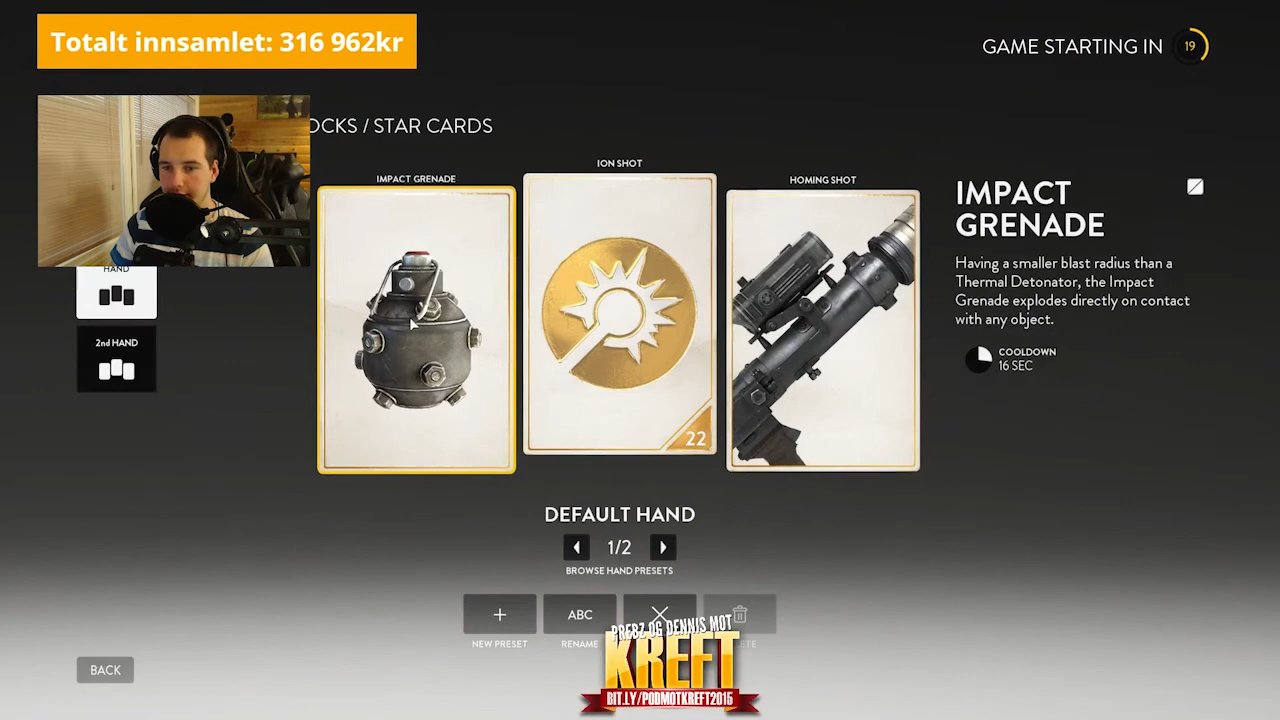 Totalt innsamlet: 316 962kr
GAME STARTING IN 19
OCKS / STAR CARDS
IMPACT GRENADE
ION SHOT
HOMING SHOT
22
IMPACT
GRENADE
Having a smaller blast radius than a
Thermal Detonator, the Impact
Grenade explodes directly on contact
with any object.
COOLDOWN
16 SEC
HAND
2nd HAND
DEFAULT HAND
1/2
BROWSE HAND PRESETS
ABC
NEW PRESET
RENAME
ETE
PREBZ OG DENNIS MOT
KREFT
BIT.LY/PODMOTKREFT2015
BACK